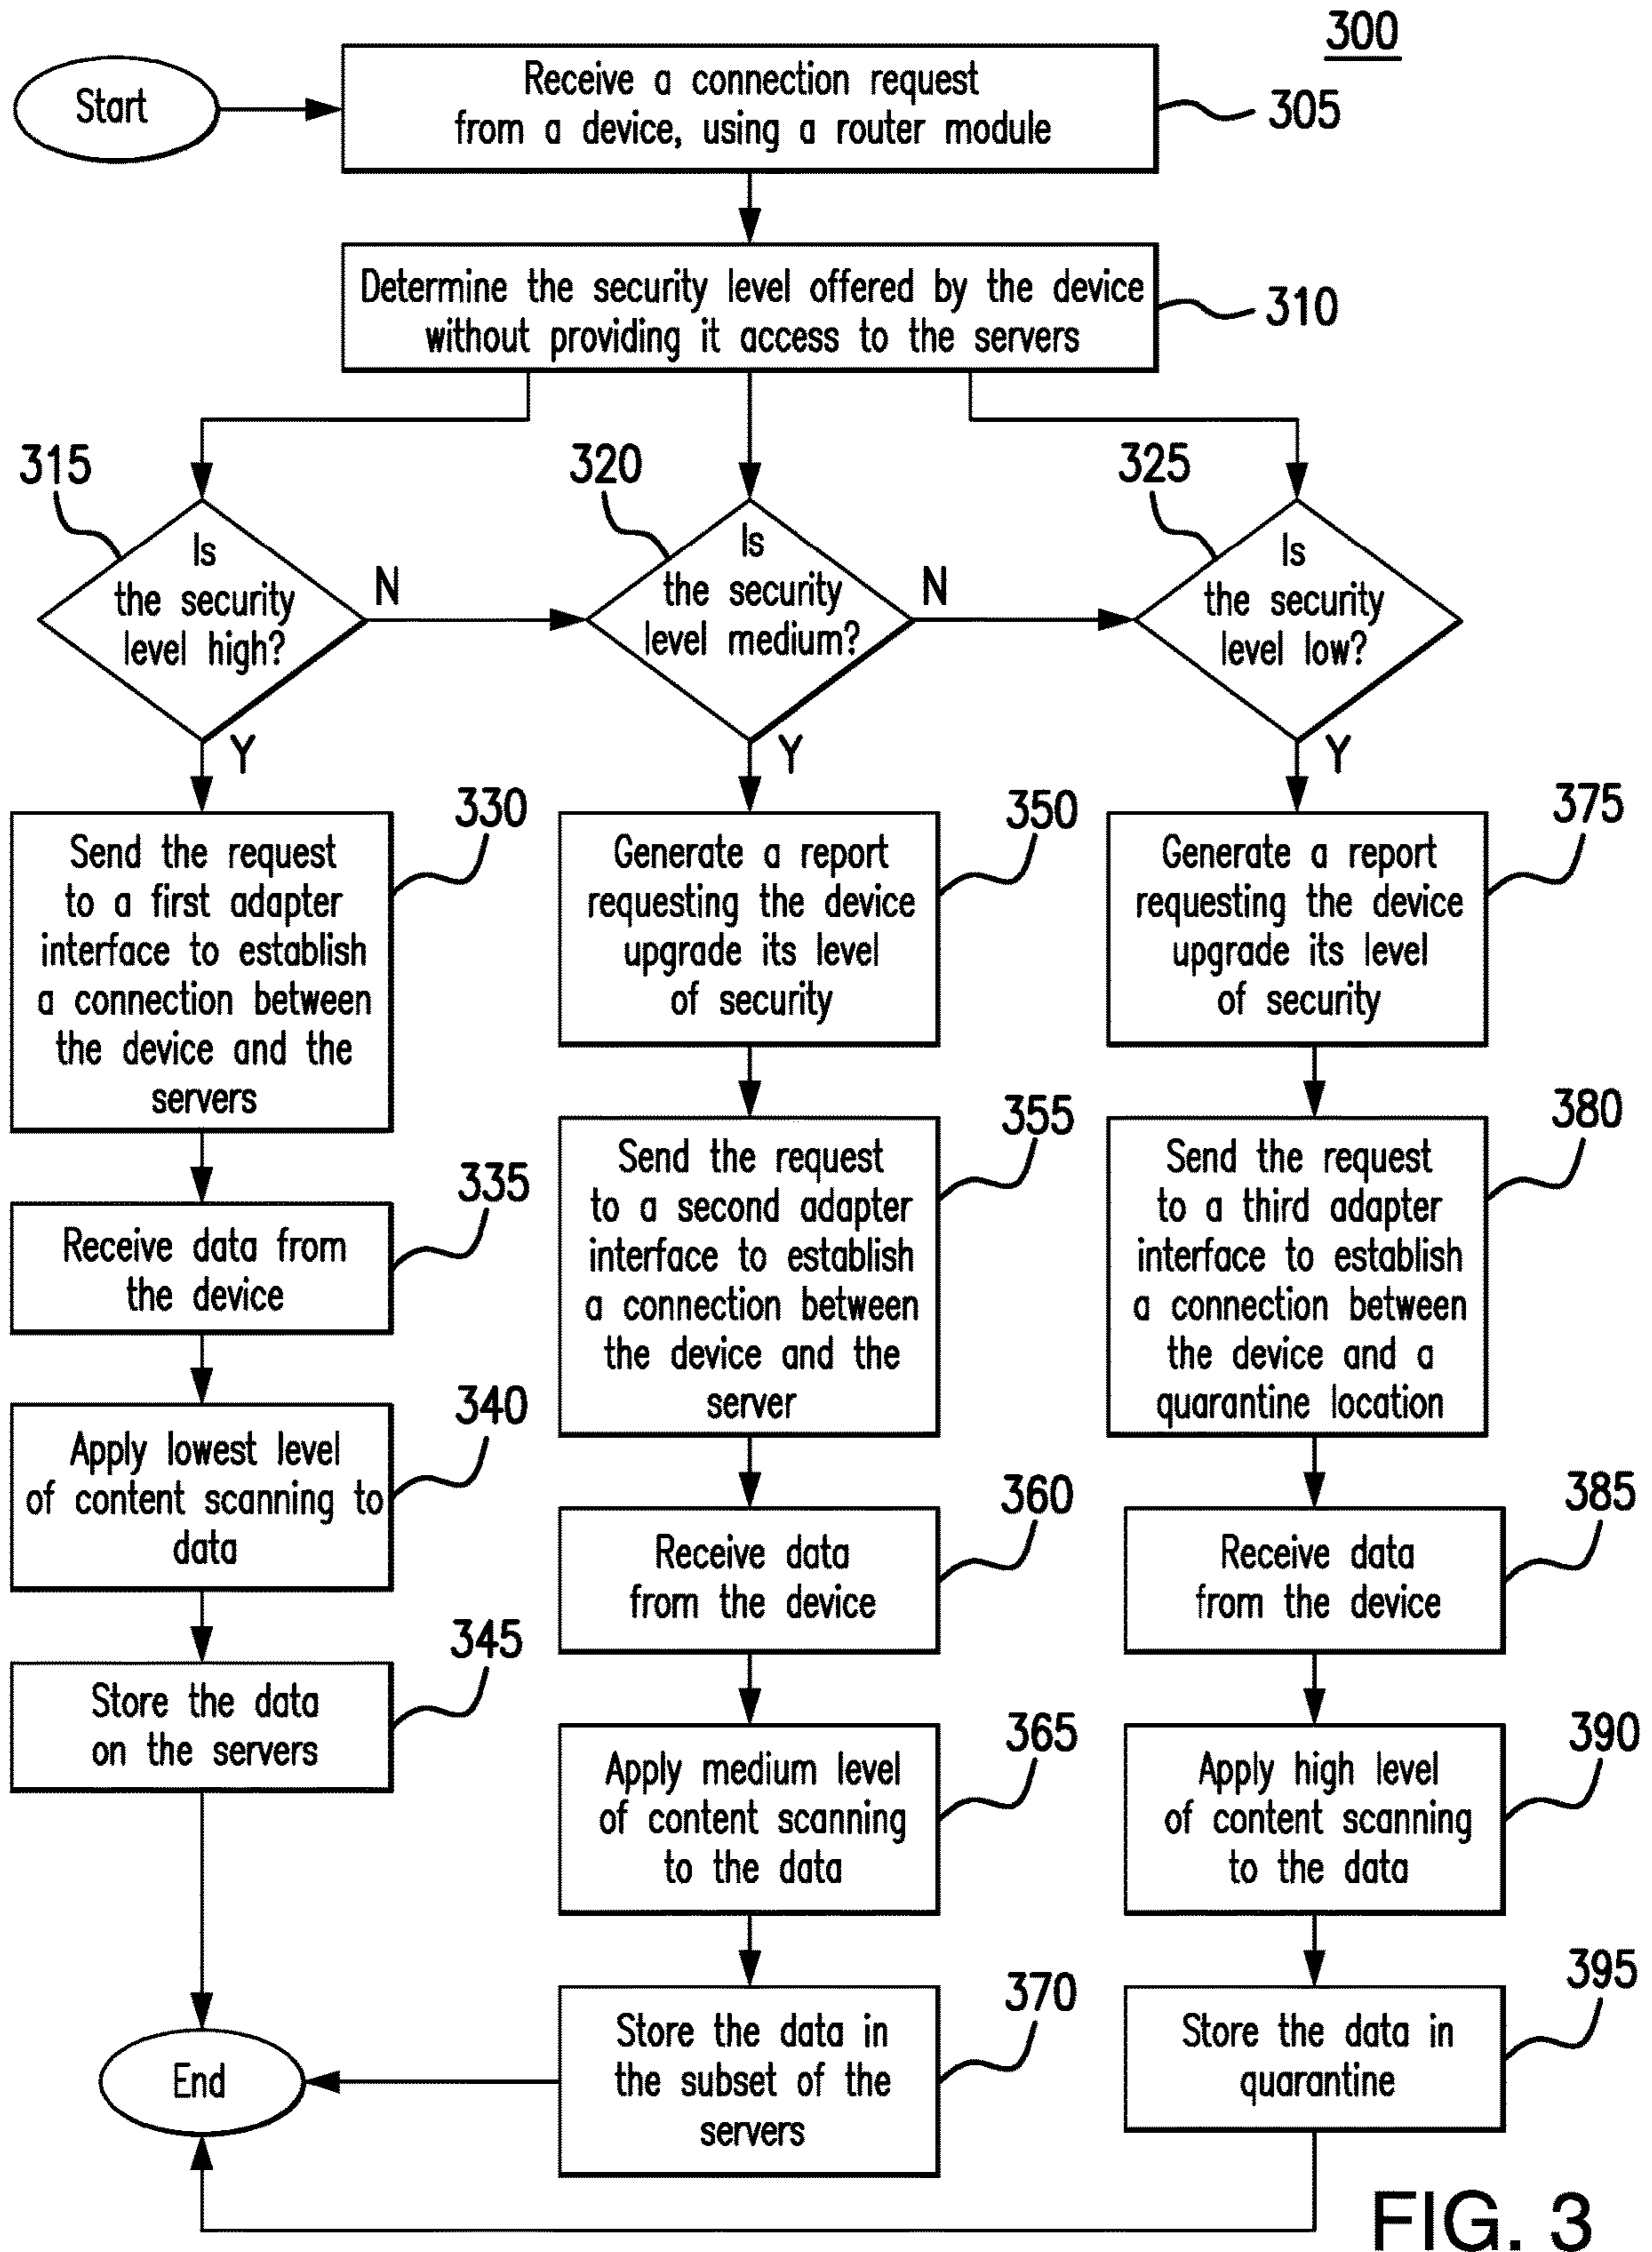 300
Start
Receive a connection request
from a device, using a router module
305
Determine the security level offered by the device
without providing it access to the servers
310
315
Is
the security
level high?
N
Y
320
Is
the security
level medium?
N
Y
325
Is
the security
level low?
Y
330
Send the request
to a first adapter
interface to establish
a connection between
the device and the
servers
335
Receive data from
the device
340
Apply lowest level
of content scanning to
data
345
Store the data
on the servers
350
Generate a report
requesting the device
upgrade its level
of security
355
Send the request
to a second adapter
interface to establish
a connection between
the device and the
server
360
Receive data
from the device
365
Apply medium level
of content scanning
to the data
370
Store the data in
the subset of the
servers
375
Generate a report
requesting the device
upgrade its level
of security
380
Send the request
to a third adapter
interface to establish
a connection between
the device and a
quarantine location
385
Receive data
from the device
390
Apply high level
of content scanning
to the data
395
Store the data in
quarantine
End
FIG. 3